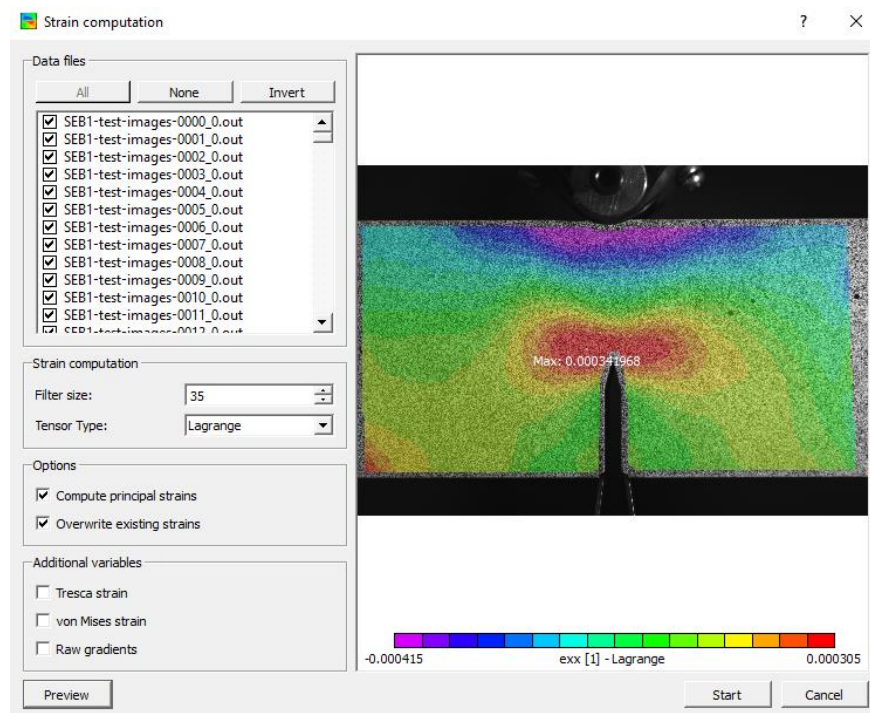 Strain computation
?
Data files
All
None
Invert
SEB1-test-images-0000_0.out
SEB1-test-images-0001_0.out
SEB1-test-images-0002_0.out
SEB1-test-images-0003_0.out
SEB1-test-images-0004_0.out
SEB1-test-images-0005_0.out
SEB1-test-images-0006_0.out
SEB1-test-images-0007_0.out
SEB1-test-images-0008_0.out
SEB1-test-images-0009_0.out
SEB1-test-images-0010_0.out
SEB1-test-images-0011_0.out
SEB1-test-images-0012_0.out
Strain computation
Filter size:
35
Tensor Type:
Lagrange
Options
Compute principal strains
Overwrite existing strains
Additional variables
Tresca strain
von Mises strain
Raw gradients
Max: 0.000341968
-0.000415
exx [1] - Lagrange
0.000305
Preview
Start
Cancel